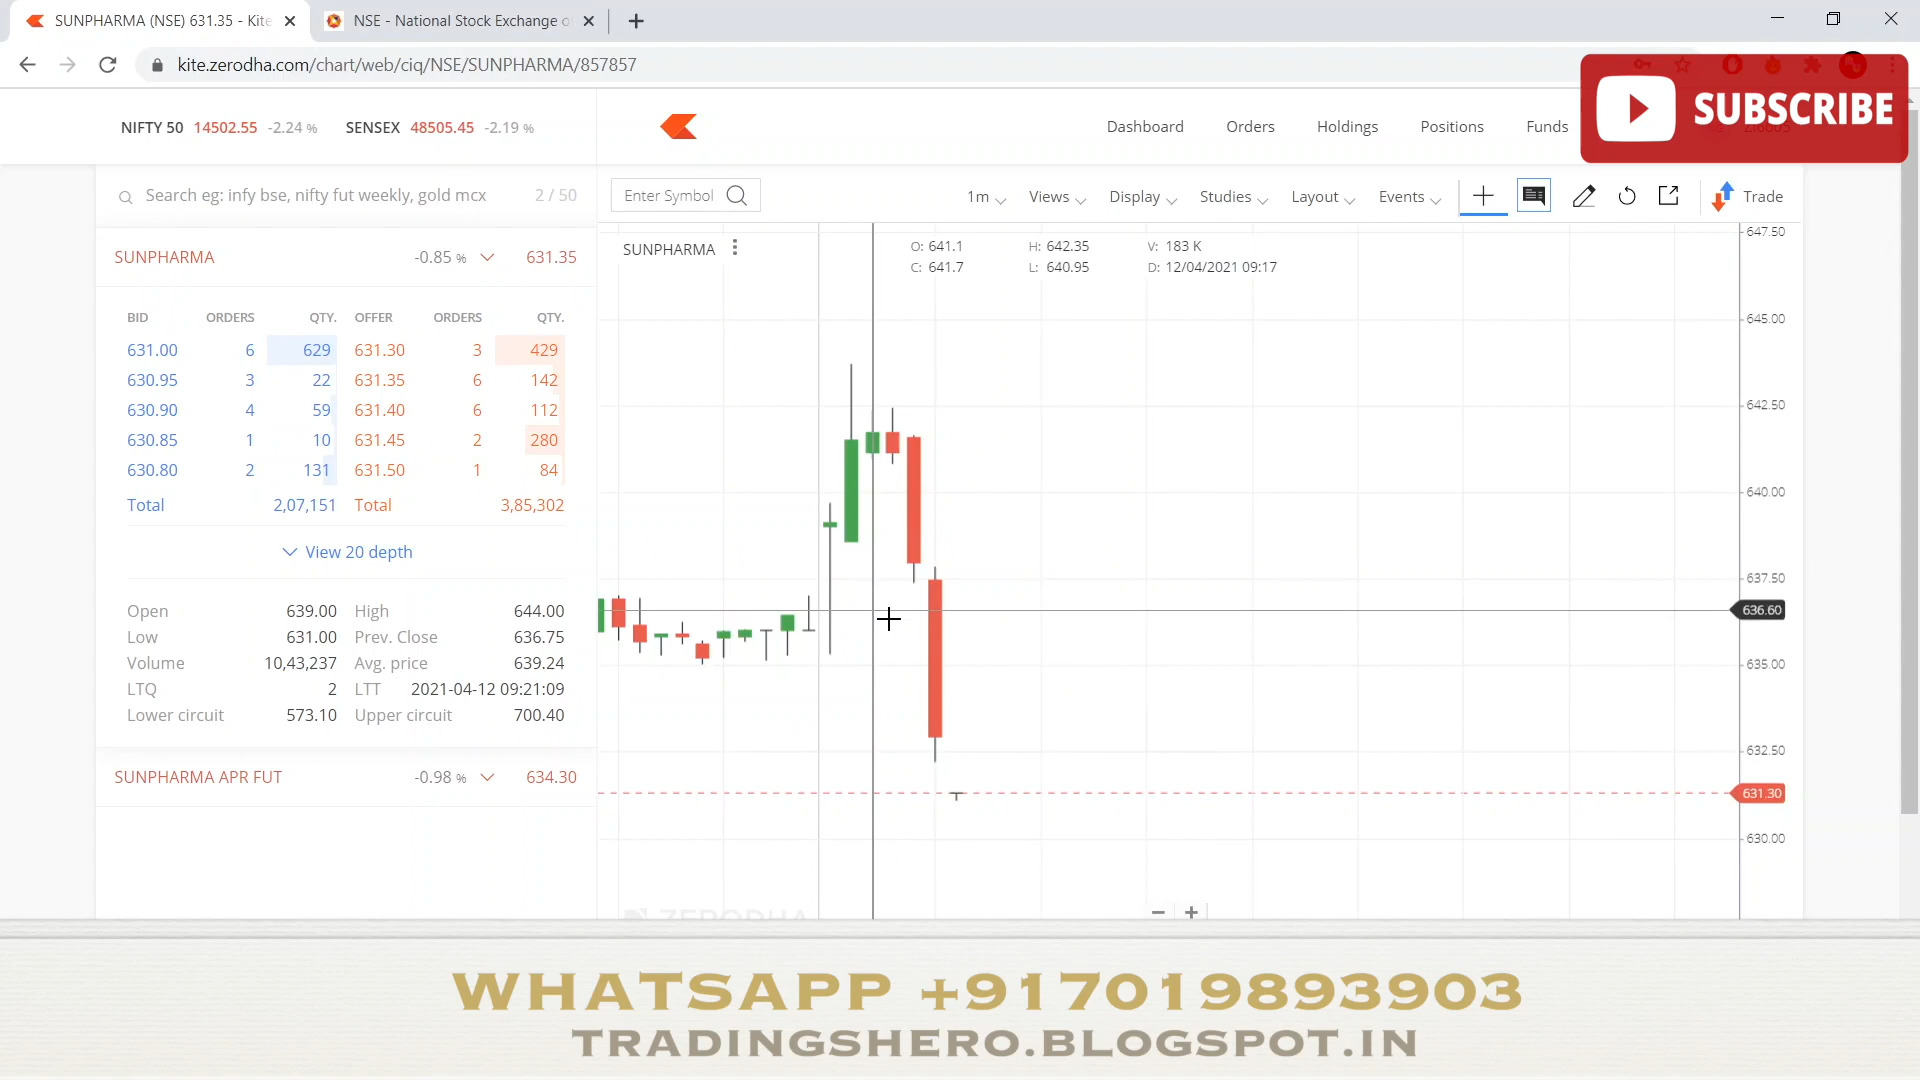 SUNPHARMA (NSE) 631.35 - Kite
NSE - National Stock Exchange o
kite.zerodha.com/chart/web/ciq/NSE/SUNPHARMA/857857
SUBSCRIBE
NIFTY 50 14502.55 -2.24 % SENSEX 48505.45 -2.19 %
Dashboard Orders Holdings Positions Funds
Search eg: infy bse, nifty fut weekly, gold mcx 2 / 50
Enter Symbol 1m Views Display Studies Layout Events Trade
SUNPHARMA -0.85 % 631.35
SUNPHARMA
O: 641.1 H: 642.35 V: 183 K
C: 641.7 L: 640.95 D: 12/04/2021 09:17
BID ORDERS QTY. OFFER ORDERS QTY.
631.00 6 629 631.30 3 429
630.95 3 22 631.35 6 142
630.90 4 59 631.40 6 112
630.85 1 10 631.45 2 280
630.80 2 131 631.50 1 84
Total 2,07,151 Total 3,85,302
View 20 depth
Open 639.00 High 644.00
Low 631.00 Prev. Close 636.75
Volume 10,43,237 Avg. price 639.24
LTQ 2 LTT 2021-04-12 09:21:09
Lower circuit 573.10 Upper circuit 700.40
SUNPHARMA APR FUT -0.98 % 634.30
647.50
645.00
642.50
640.00
637.50
636.60
635.00
632.50
631.30
630.00
ZERODHA
WHATSAPP +917019893903
TRADINGSHERO.BLOGSPOT.IN